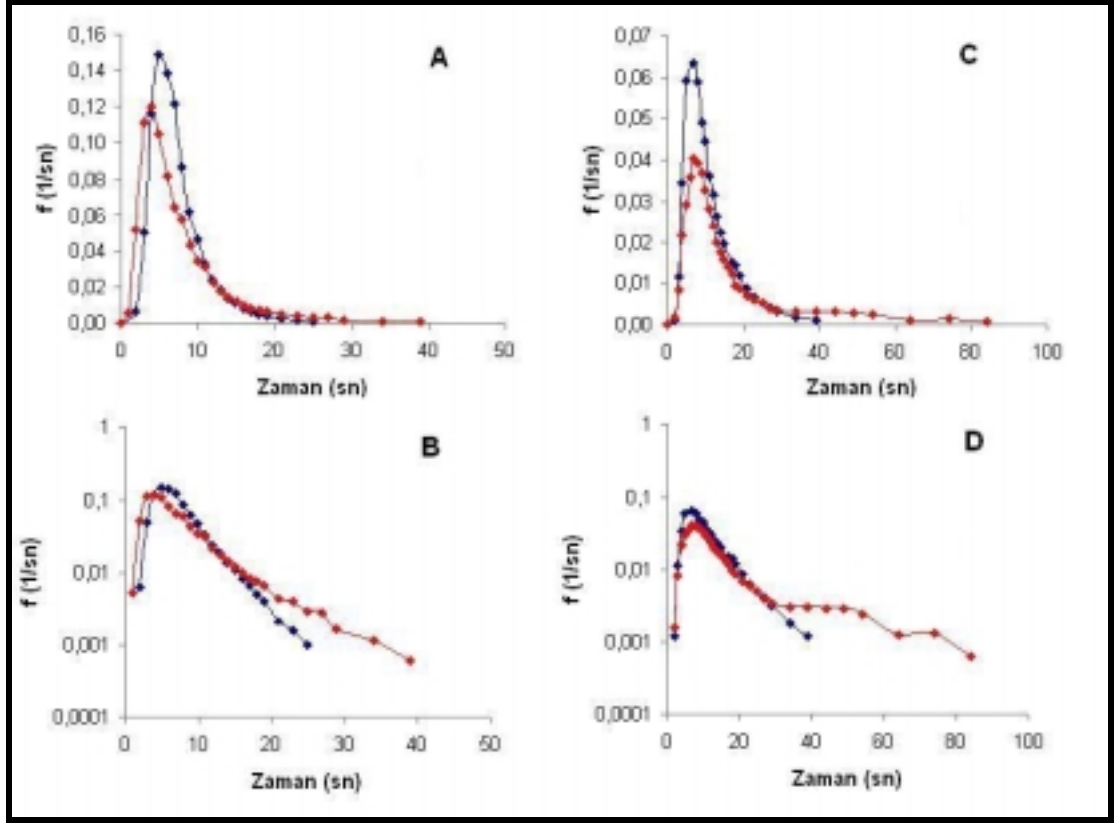 A
0,16
0,14
0,12
0,10
0,08
0,06
0,04
0,02
0,00
f (1/sn)
0 10 20 30 40 50
Zaman (sn)
C
0,07
0,06
0,05
0,04
0,03
0,02
0,01
0,00
f (1/sn)
0 20 40 60 80 100
Zaman (sn)
B
1
0,1
0,01
0,001
0,0001
f (1/sn)
0 10 20 30 40 50
Zaman (sn)
D
1
0,1
0,01
0,001
0,0001
f (1/sn)
0 20 40 60 80 100
Zaman (sn)